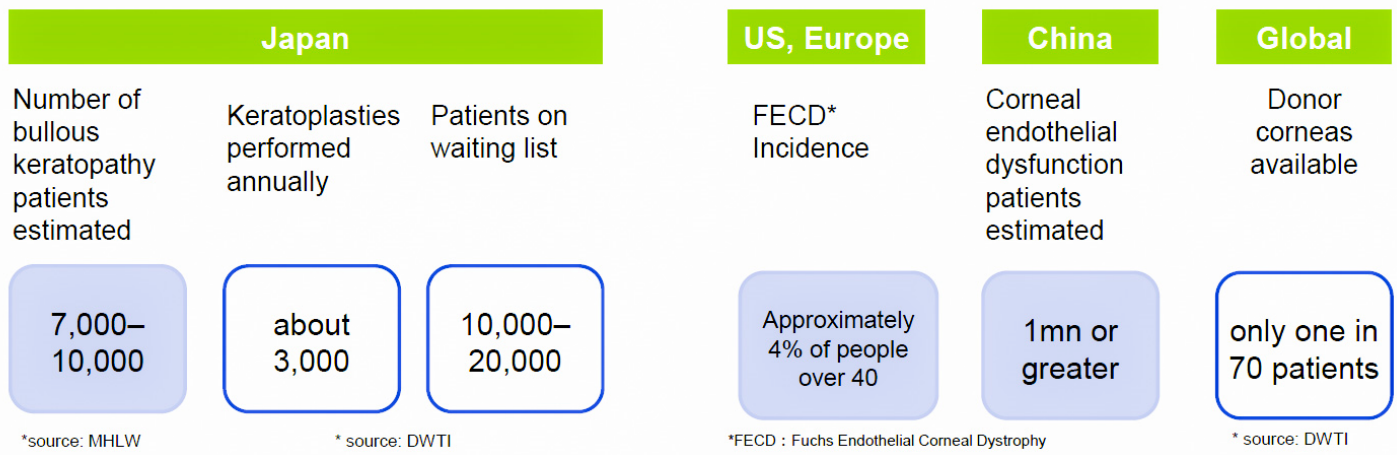 Japan
Number of
bullous
keratopathy
patients
estimated
7,000–
10,000
*source: MHLW
Keratoplasties
performed
annually
about
3,000
Patients on
waiting list
10,000–
20,000
* source: DWTI
US, Europe
FECD*
Incidence
Approximately
4% of people
over 40
*FECD : Fuchs Endothelial Corneal Dystrophy
China
Corneal
endothelial
dysfunction
patients
estimated
1mn or
greater
Global
Donor
corneas
available
only one in
70 patients
* source: DWTI